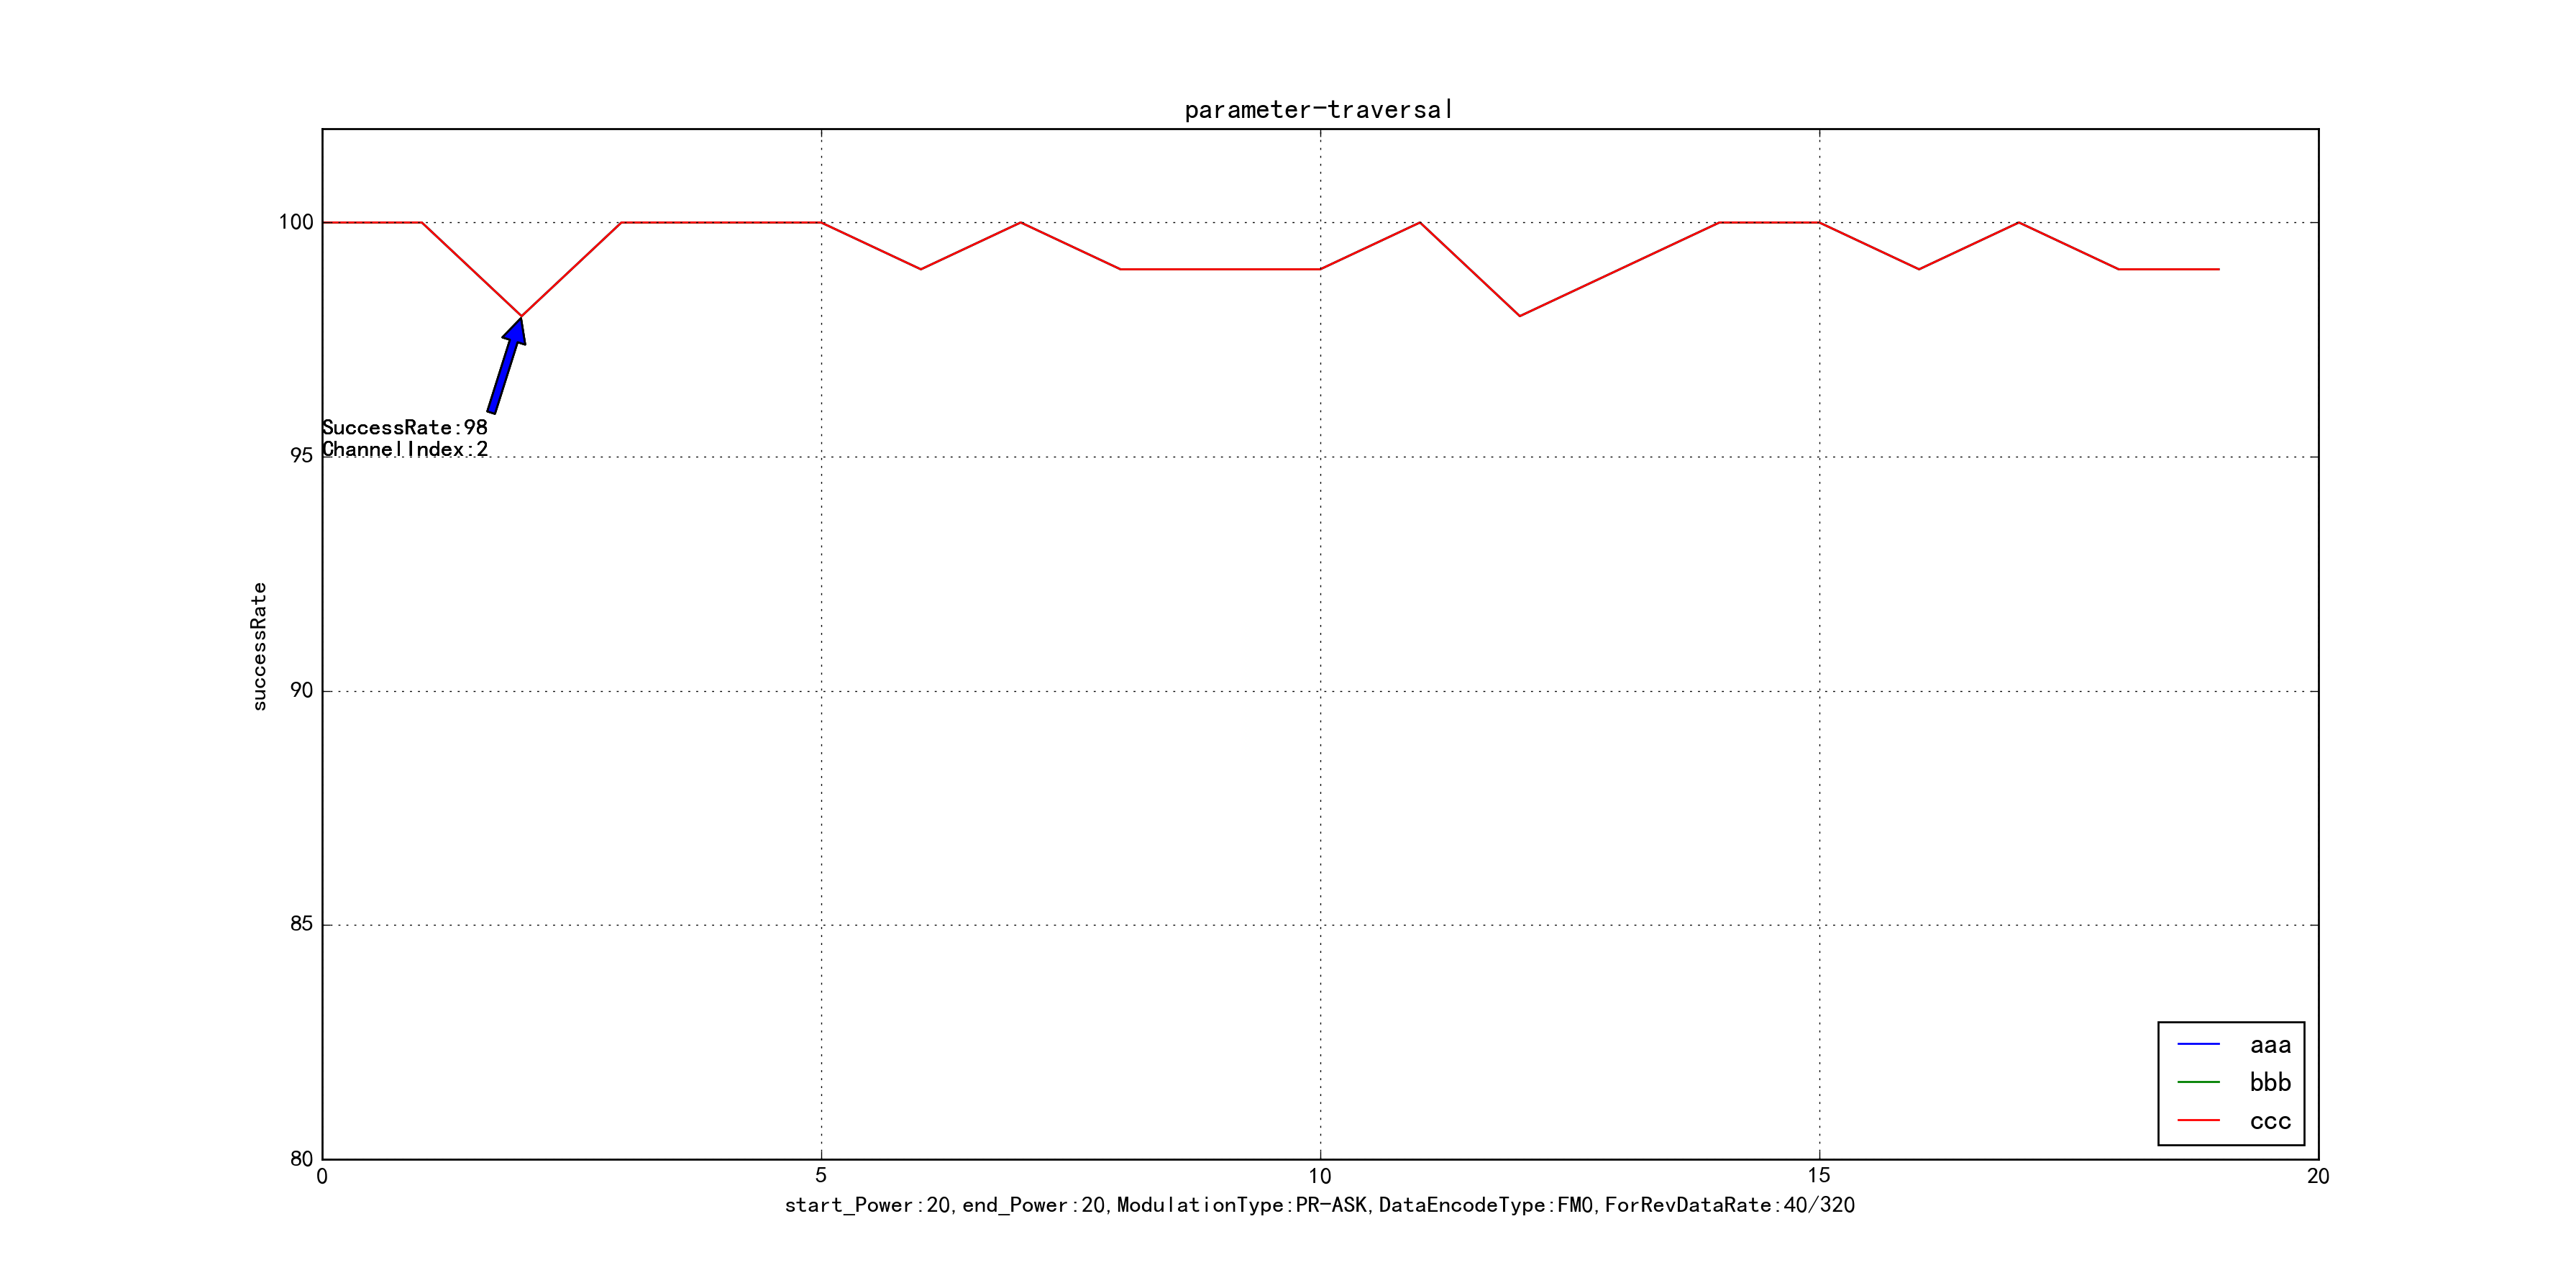 parameter-traversal
100
95
90
85
80
successRate
SuccessRate:98
ChannelIndex:2
aaa
bbb
ccc
0 5 10 15 20
start_Power:20,end_Power:20,ModulationType:PR-ASK,DataEncodeType:FM0,ForRevDataRate:40/320